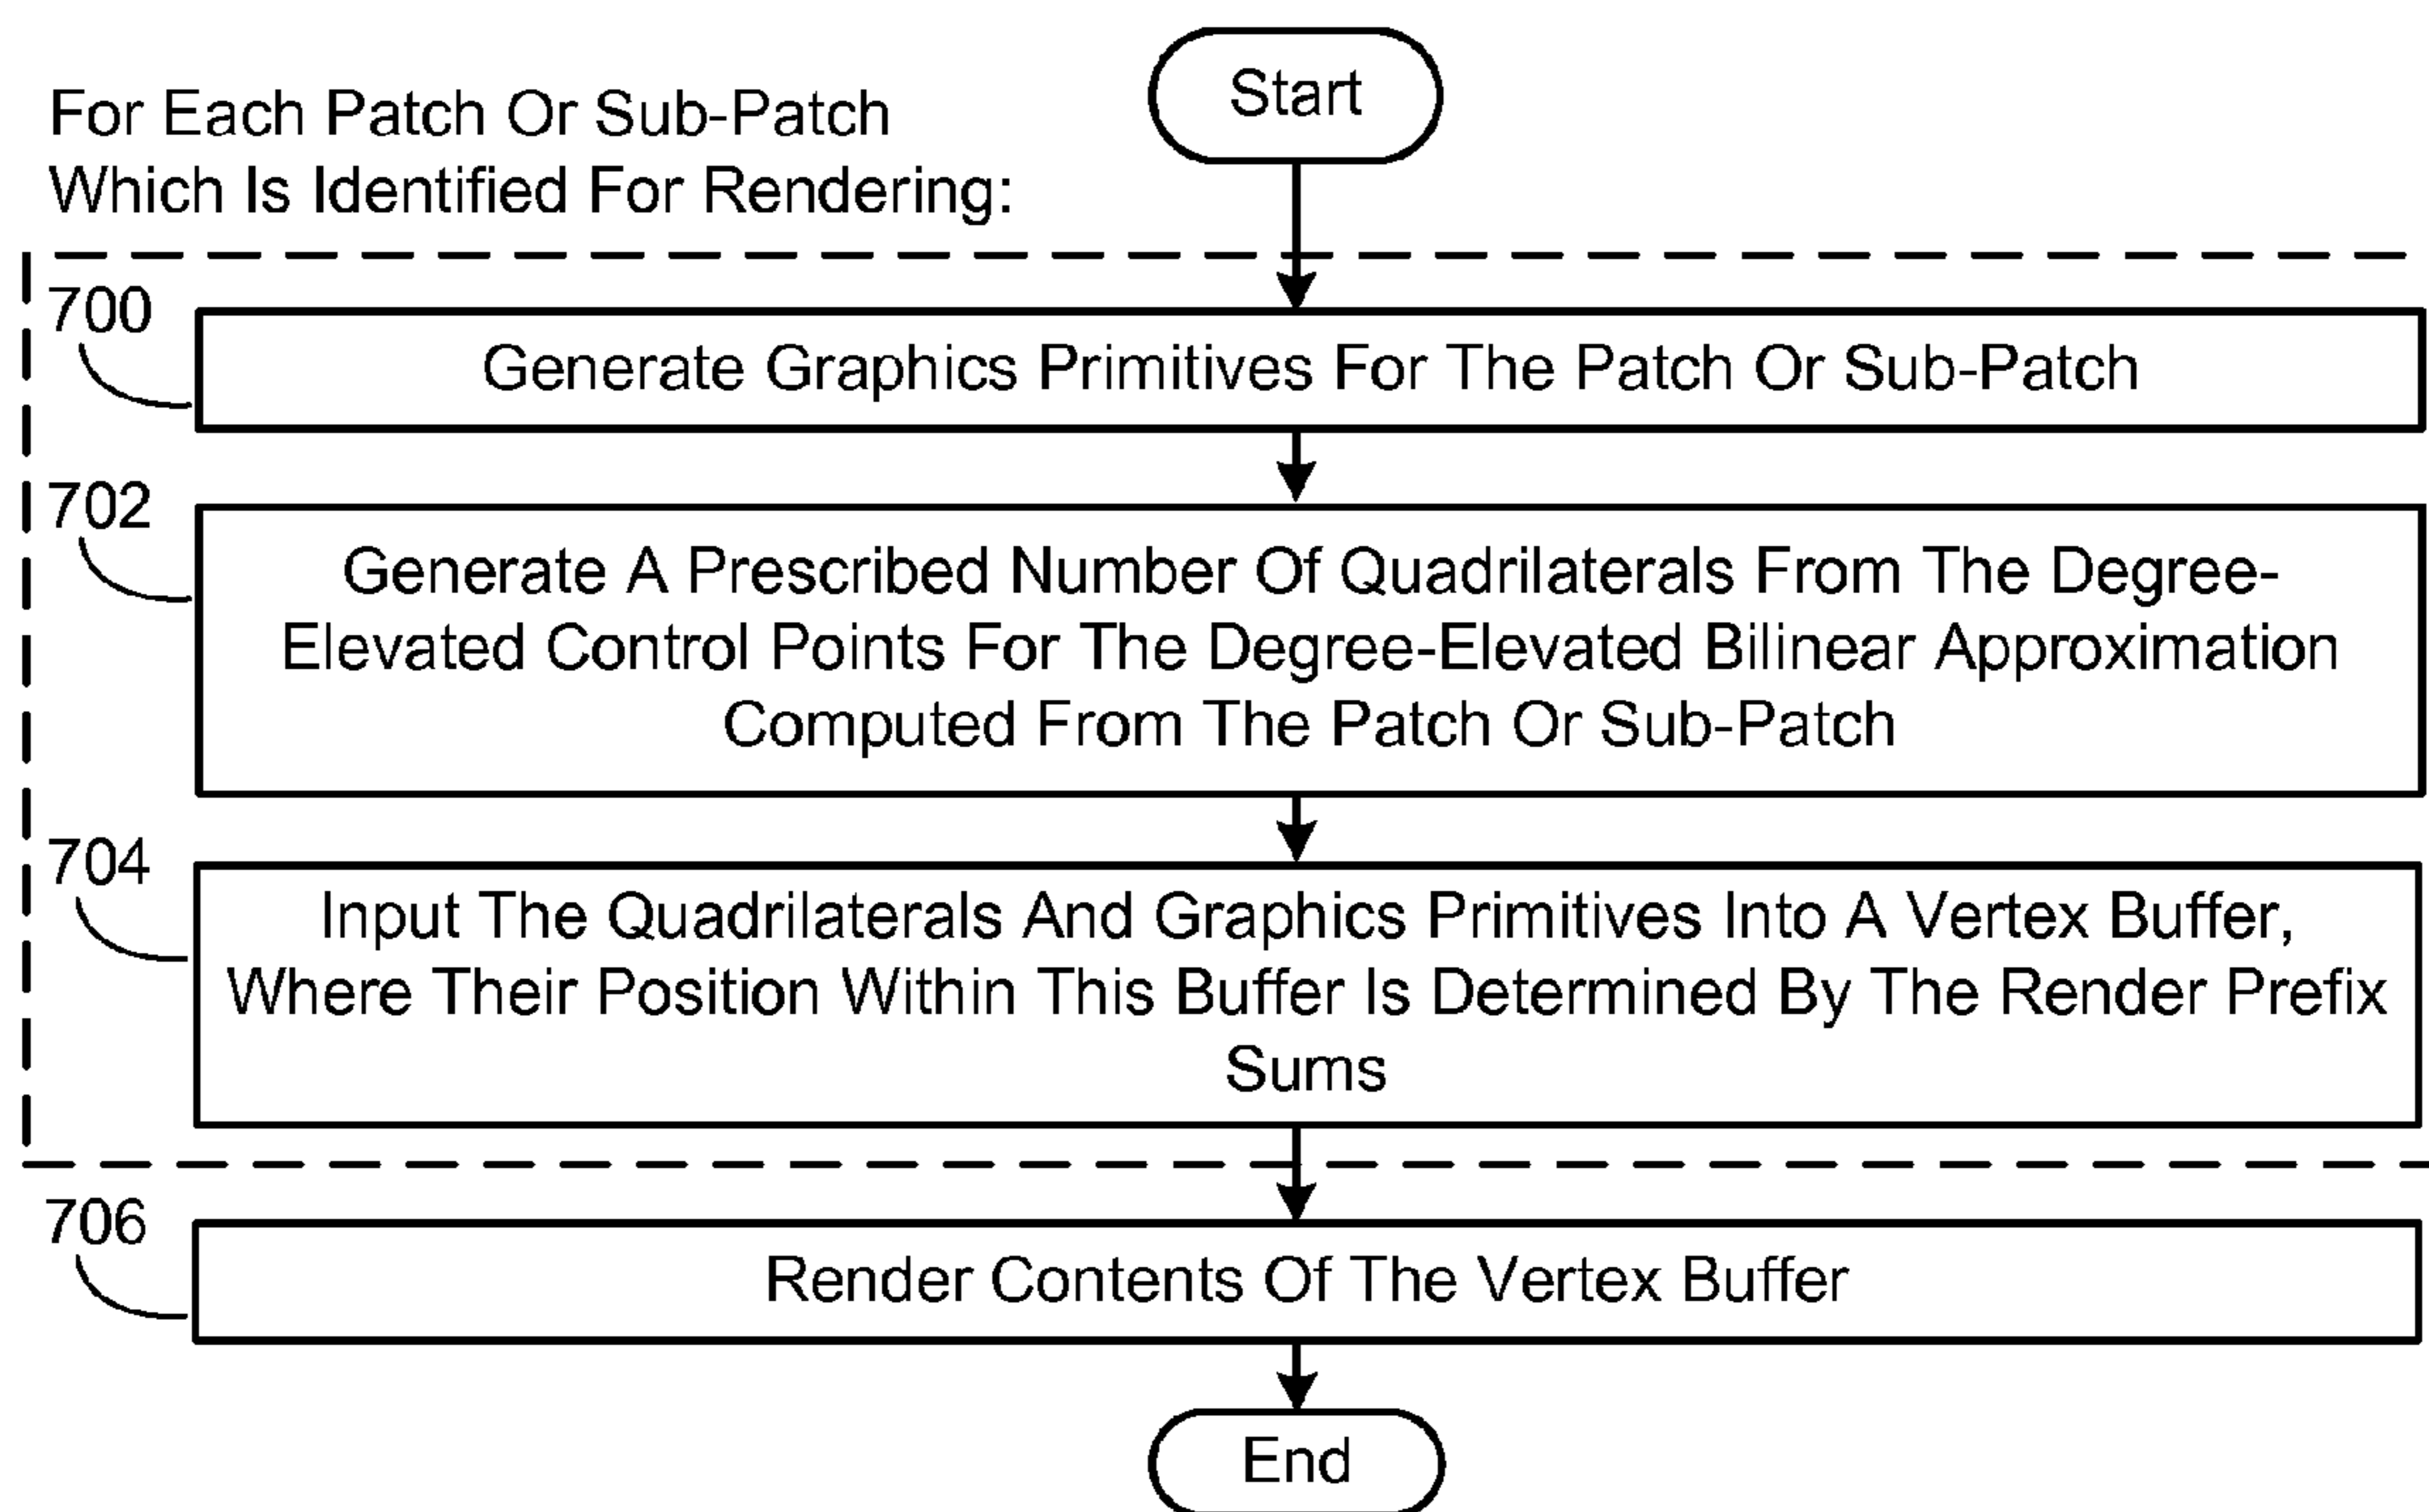 Start
For Each Patch Or Sub-Patch
Which Is Identified For Rendering:
700
Generate Graphics Primitives For The Patch Or Sub-Patch
702
Generate A Prescribed Number Of Quadrilaterals From The Degree-
Elevated Control Points For The Degree-Elevated Bilinear Approximation
Computed From The Patch Or Sub-Patch
704
Input The Quadrilaterals And Graphics Primitives Into A Vertex Buffer,
Where Their Position Within This Buffer Is Determined By The Render Prefix
Sums
706
Render Contents Of The Vertex Buffer
End